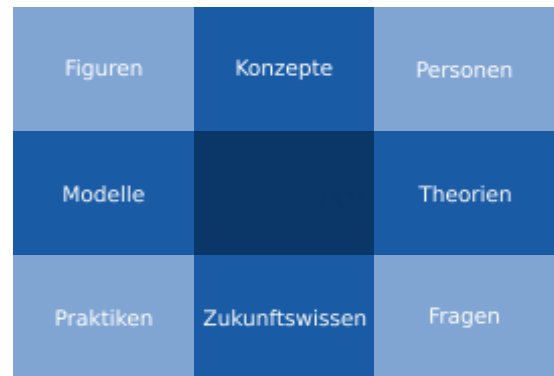 Figuren Konzepte Personen
Modelle Theorien
Praktiken Zukunftswissen Fragen